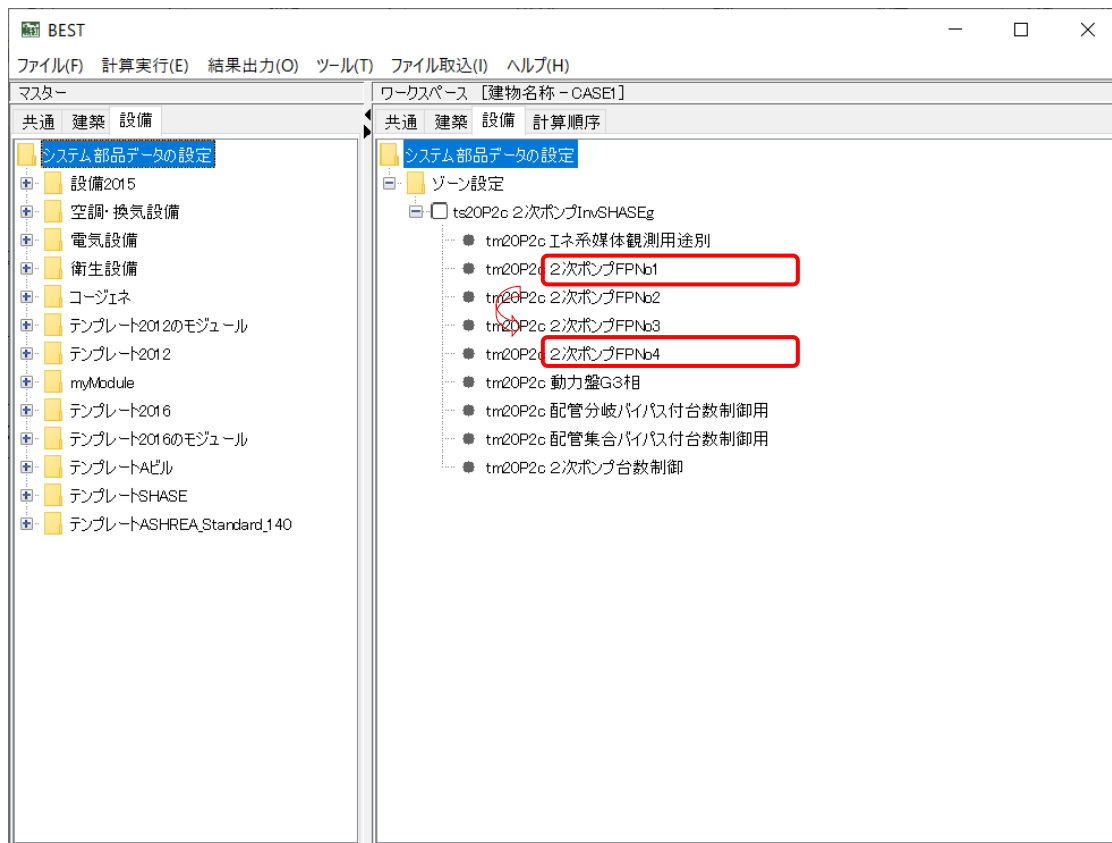 BEST
ファイル(F) 計算実行(E) 結果出力(O) ツール(T) ファイル取込(I) ヘルプ(H)
マスター
共通 建築 設備
システム部品データの設定
設備2015
空調・換気設備
電気設備
衛生設備
コージェネ
テンプレート2012のモジュール
テンプレート2012
myModule
テンプレート2016
テンプレート2016のモジュール
テンプレートAビル
テンプレートSHASE
テンプレートASHREA_Standard_140
ワークスペース [建物名称 - CASE1]
共通 建築 設備 計算順序
システム部品データの設定
ゾーン設定
ts20P2c 2次ポンプInvSHASEg
tm20P2c エネ系媒体観測用途別
tm20P2c 2次ポンプFPNo1
tm20P2c 2次ポンプFPNo2
tm20P2c 2次ポンプFPNo3
tm20P2c 2次ポンプFPNo4
tm20P2c 動力盤G3相
tm20P2c 配管分岐バイパス付台数制御用
tm20P2c 配管集合バイパス付台数制御用
tm20P2c 2次ポンプ台数制御